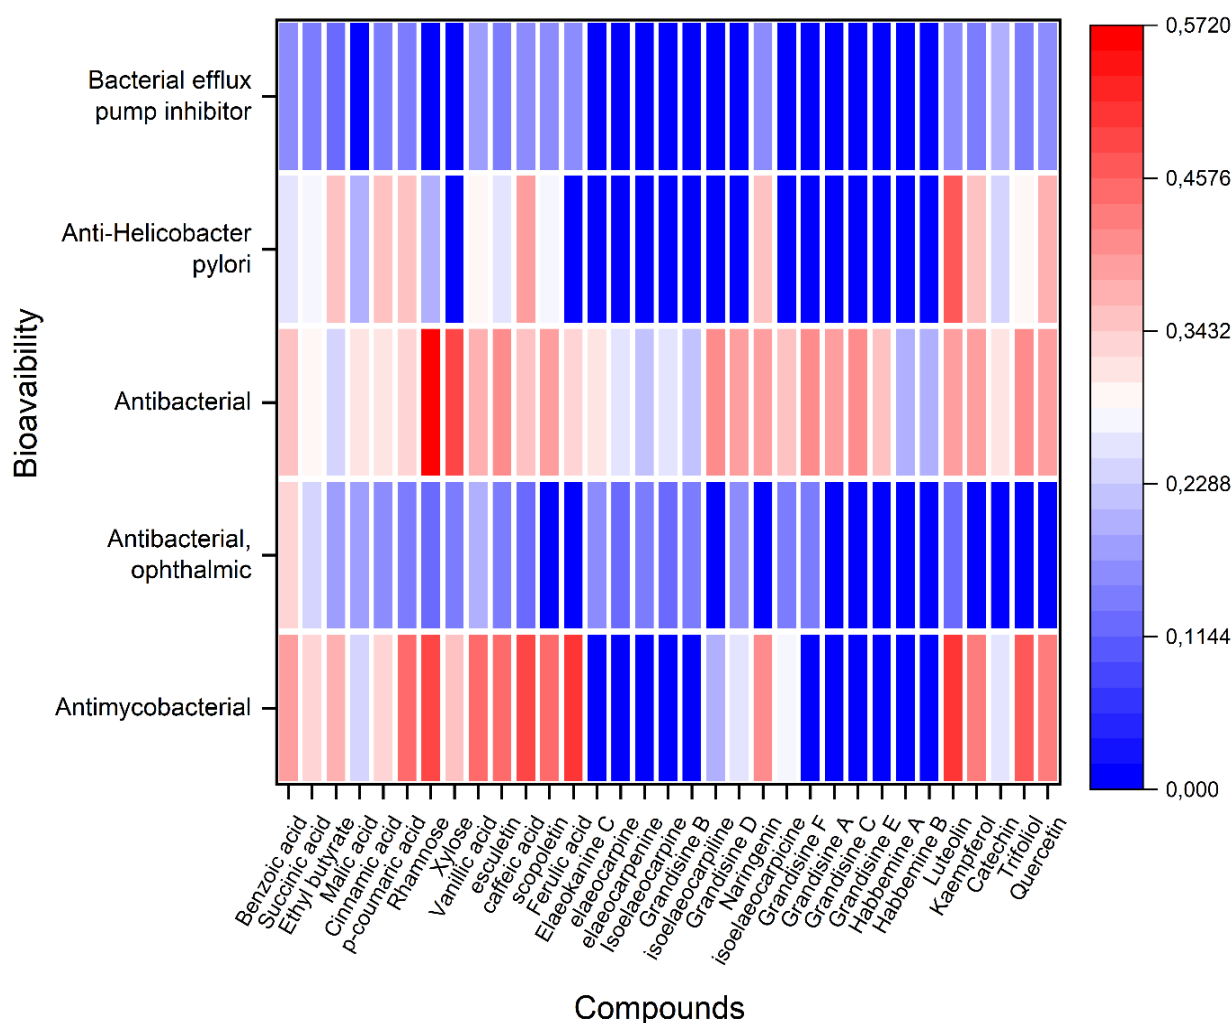 Bioavaibility
Bacterial efflux
pump inhibitor
Anti-Helicobacter
pylori
Antibacterial
Antibacterial,
ophthalmic
Antimycobacterial
0,5720
0,4576
0,3432
0,2288
0,1144
0,000
Benzolic acid
Succinic acid
Ethyl butyrate
Malic acid
Cinnamic acid
p-coumaric acid
Rhamnose
Xylose
Vanillic acid
esculetin
caffeic acid
scopoletin
Ferulic acid
Elaeokanine C
elaeocarpine
elaeocarpenine
Isoelaeocarpine
Grandisine B
isoelaeocarpiline
Grandisine D
Naringenin
isoelaeocarpicine
Grandisine F
Grandisine A
Grandisine C
Grandisine E
Habbemine A
Habbemine B
Luteolin
Kaempferol
Catechin
Trifoliol
Quercetin
Compounds